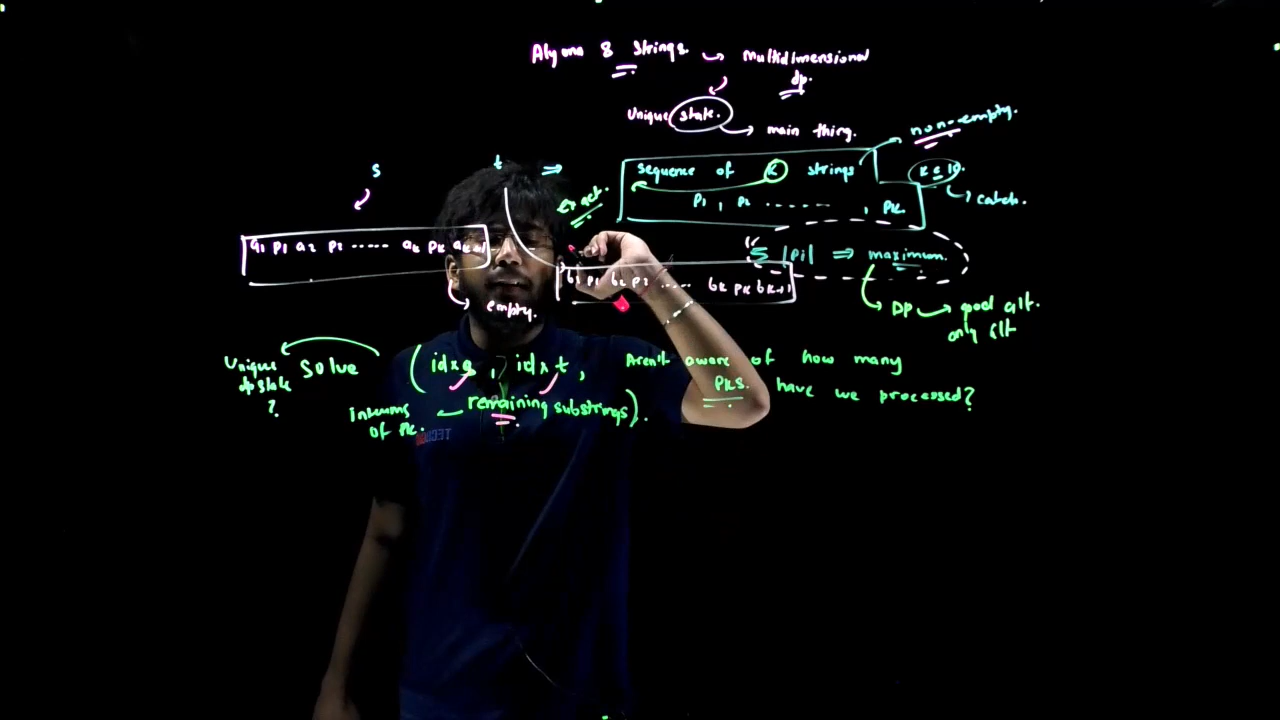 Alyona & Strings → multidimensional dp.
Unique state. → main thing.
non-empty.
s t ⇒ sequence of k strings k ≤ 10.
p1, p2 ......., pk. → catch.
exact.
a1 p1 a2 p2 ..... ak pk ak+1
Σ |pi| ⇒ maximum.
b1 p1 b2 p2 ..... bk pk bk+1
empty.
DP → good alt.
only alt
Unique dp state ?
Solve (idx s, idx t, remaining substrings).
interms of pk.
Aren't aware of how many
pks. have we processed?